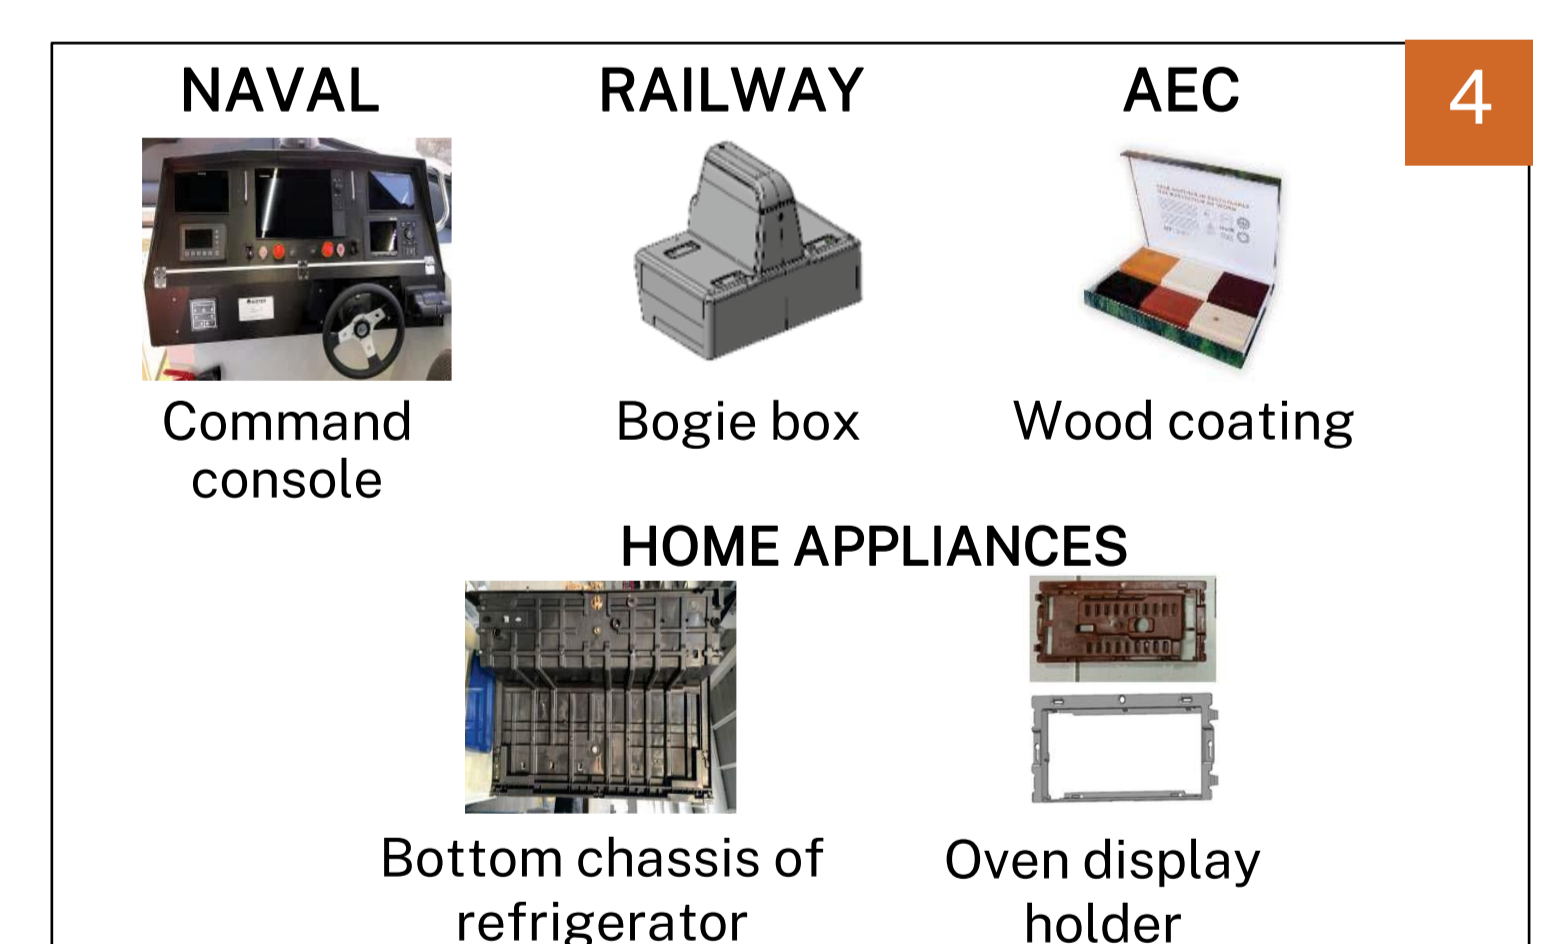 NAVAL
RAILWAY
AEC
4
Command
console
Bogie box
Wood coating
HOME APPLIANCES
Bottom chassis of
refrigerator
Oven display
holder